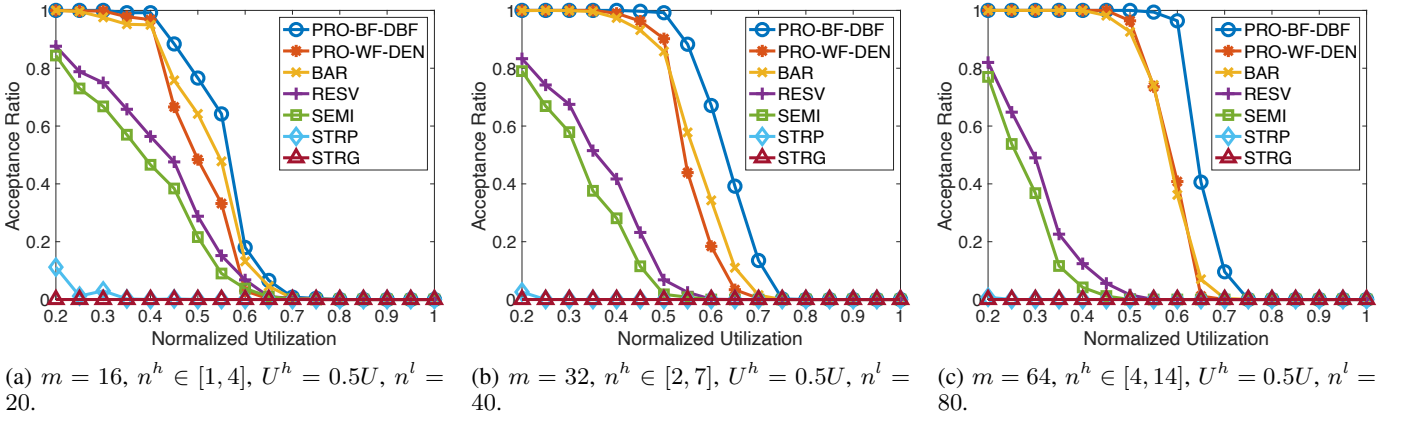 1
0.8
0.6
0.4
0.2
0
Acceptance Ratio
0.2 0.3 0.4 0.5 0.6 0.7 0.8 0.9 1
Normalized Utilization
PRO-BF-DBF
PRO-WF-DEN
BAR
RESV
SEMI
STRP
STRG
(a) m = 16, n^h ∈ [1, 4], U^h = 0.5U, n^l =
20.
1
0.8
0.6
0.4
0.2
0
Acceptance Ratio
0.2 0.3 0.4 0.5 0.6 0.7 0.8 0.9 1
Normalized Utilization
PRO-BF-DBF
PRO-WF-DEN
BAR
RESV
SEMI
STRP
STRG
(b) m = 32, n^h ∈ [2, 7], U^h = 0.5U, n^l =
40.
1
0.8
0.6
0.4
0.2
0
Acceptance Ratio
0.2 0.3 0.4 0.5 0.6 0.7 0.8 0.9 1
Normalized Utilization
PRO-BF-DBF
PRO-WF-DEN
BAR
RESV
SEMI
STRP
STRG
(c) m = 64, n^h ∈ [4, 14], U^h = 0.5U, n^l =
80.